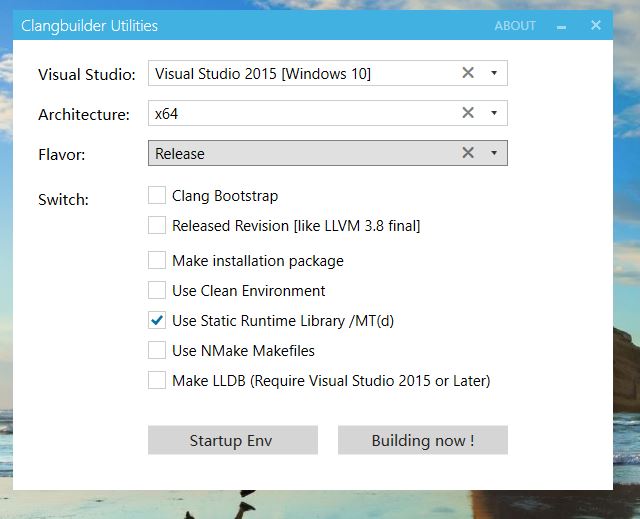 Clangbuilder Utilities ABOUT
Visual Studio: Visual Studio 2015 [Windows 10]
Architecture: x64
Flavor: Release
Switch: Clang Bootstrap
Released Revision [like LLVM 3.8 final]
Make installation package
Use Clean Environment
Use Static Runtime Library /MT(d)
Use NMake Makefiles
Make LLDB (Require Visual Studio 2015 or Later)
Startup Env Building now !